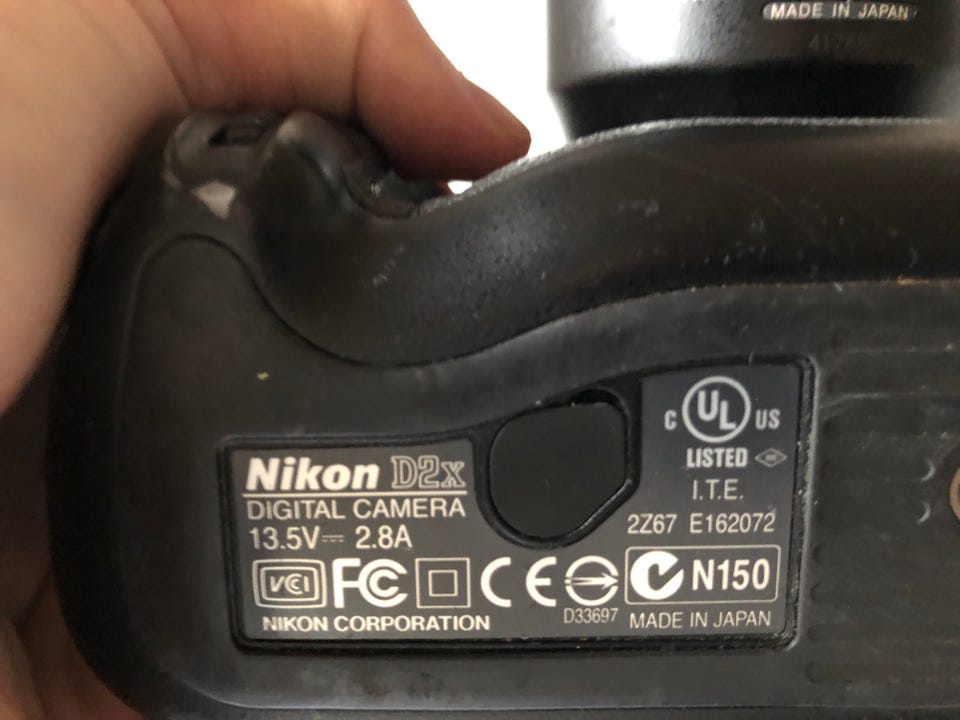 MADE IN JAPAN
Nikon D2x
DIGITAL CAMERA
13.5V⎓ 2.8A
VCI FC CE
NIKON CORPORATION
C UL US
LISTED
I.T.E.
2Z67 E162072
N150
D33697 MADE IN JAPAN